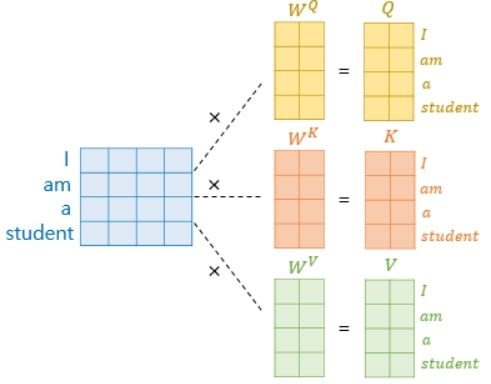 W^Q = Q
I
am
a
student
×
I
am
a
student
×
W^K = K
I
am
a
student
×
W^V = V
I
am
a
student